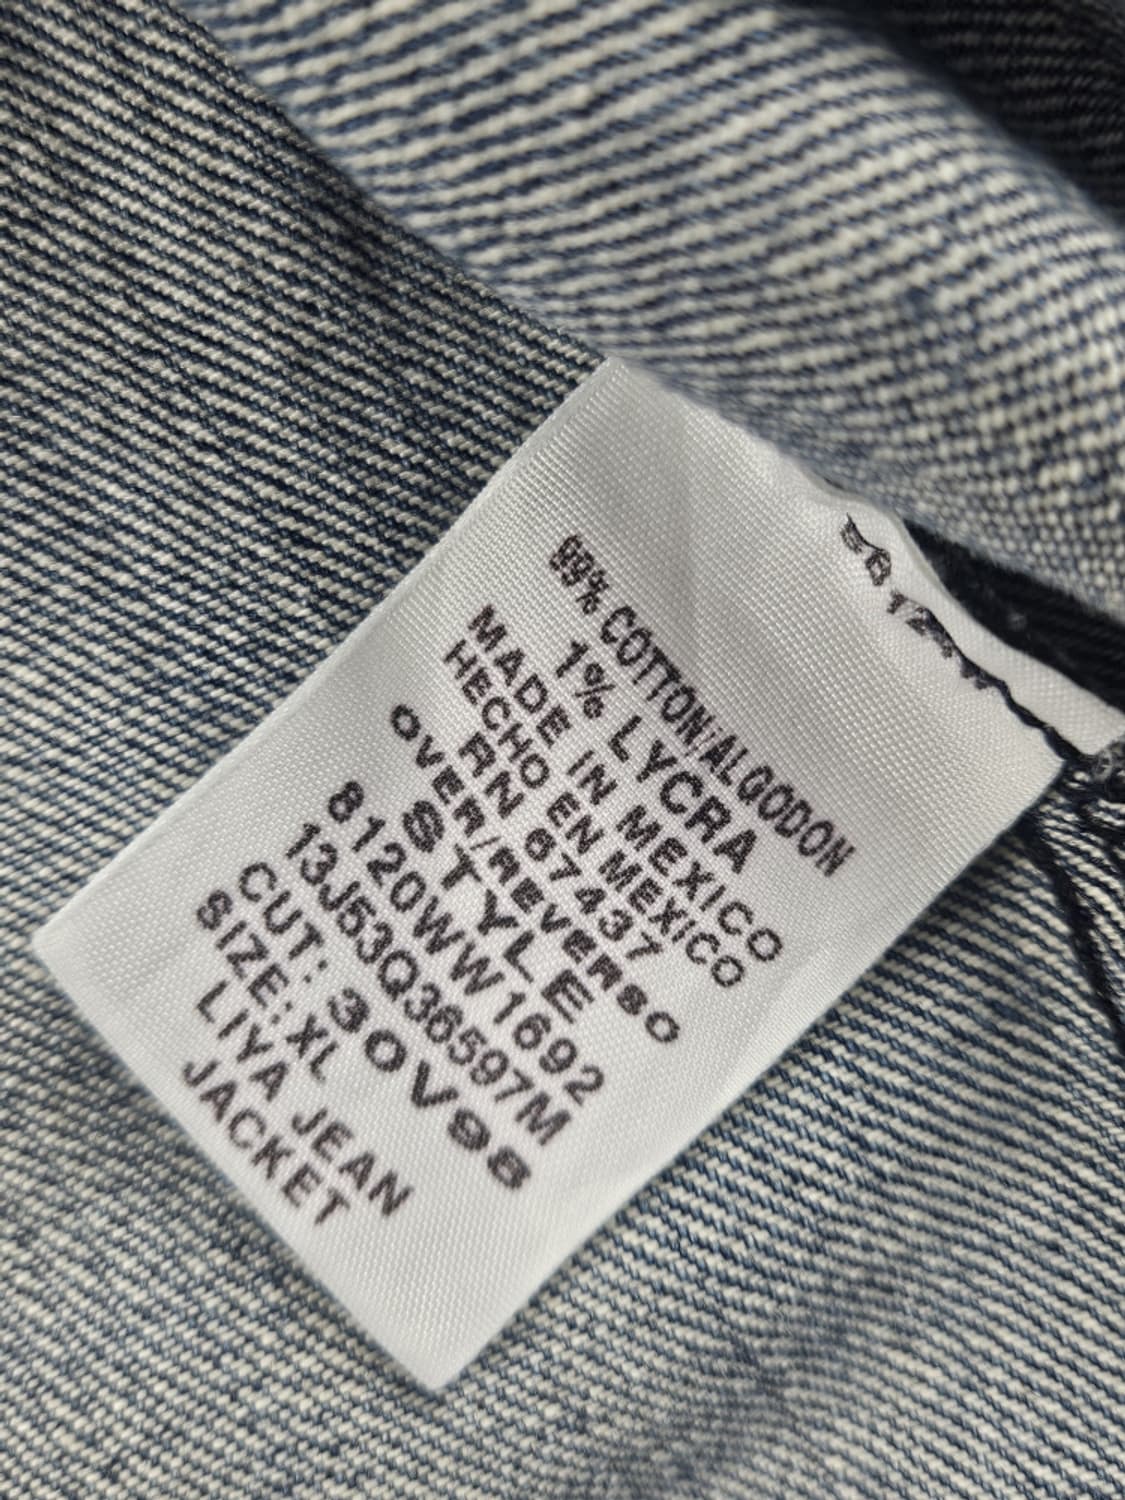 99% COTTON/ALGODON
1% LYCRA
MADE IN MEXICO
HECHO EN MEXICO
RN 67437
OVER/REVERSO
STYLE
8120WW1692
13J53Q36597M
CUT: 30V98
SIZE: XL
LIYA JEAN
JACKET